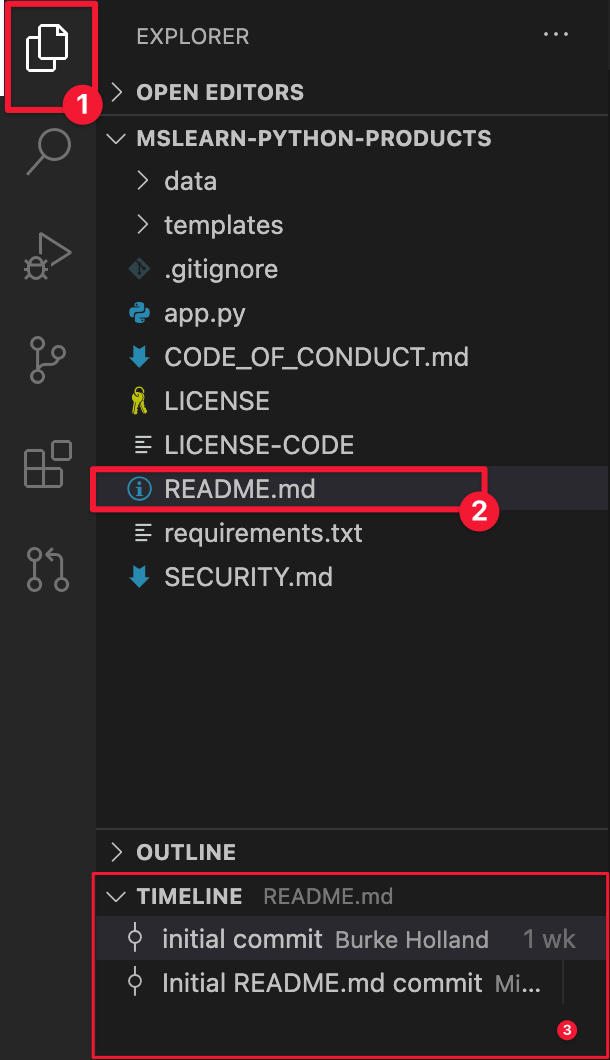 EXPLORER ...
1
OPEN EDITORS
MSLEARN-PYTHON-PRODUCTS
data
templates
.gitignore
app.py
CODE_OF_CONDUCT.md
LICENSE
LICENSE-CODE
README.md
2
requirements.txt
SECURITY.md
OUTLINE
TIMELINE README.md
initial commit Burke Holland 1 wk
Initial README.md commit Mi...
3